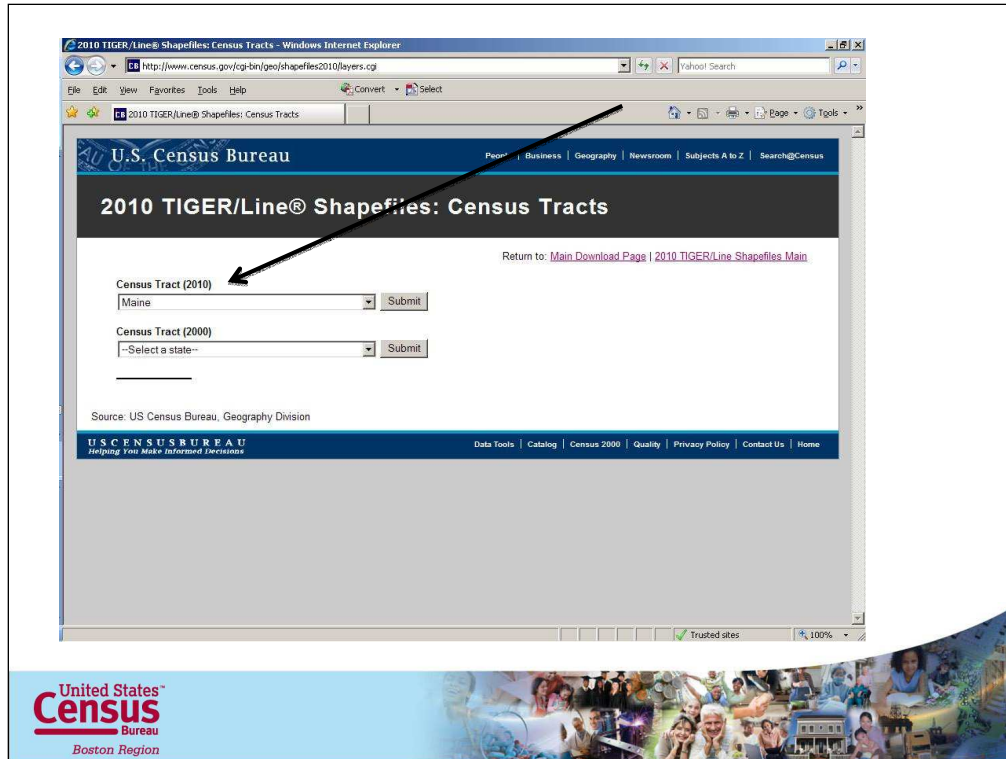 2010 TIGER/Line® Shapefiles: Census Tracts - Windows Internet Explorer
CB http://www.census.gov/cgi-bin/geo/shapefiles2010/layers.cgi
Yahoo! Search
File Edit View Favorites Tools Help
Convert Select
CB 2010 TIGER/Line® Shapefiles: Census Tracts
Page Tools »
U.S. Census Bureau
Business | Geography | Newsroom | Subjects A to Z | Search@Census
2010 TIGER/Line® Shapefiles: Census Tracts
Return to: Main Download Page | 2010 TIGER/Line Shapefiles Main
Census Tract (2010)
Maine Submit
Census Tract (2000)
--Select a state-- Submit
Source: US Census Bureau, Geography Division
USCENSUSBUREAU
Helping You Make Informed Decisions
Data Tools | Catalog | Census 2000 | Quality | Privacy Policy | Contact Us | Home
Trusted sites 100%
United States™
Census
Bureau
Boston Region